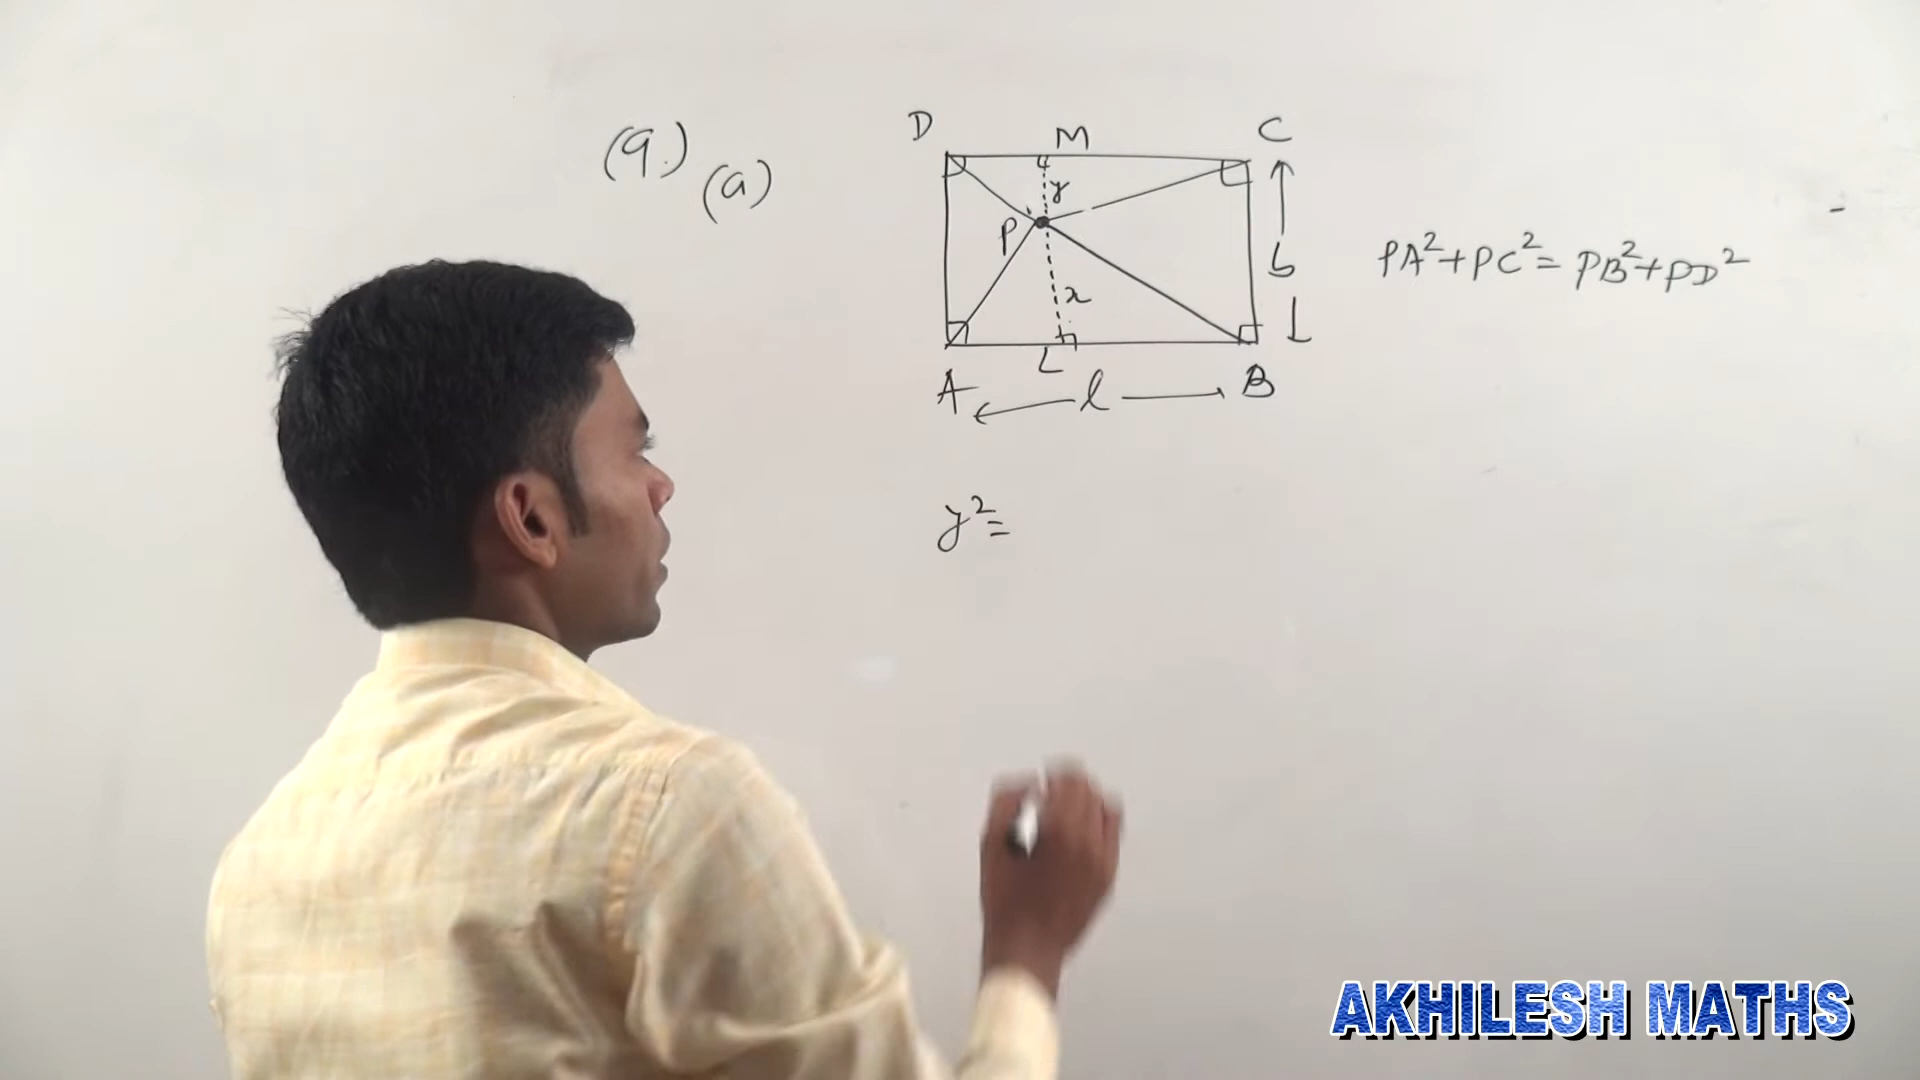 (9.) (a)
D M C
y
P
x
b
PA²+PC²= PB²+PD²
L
A l B
y²=
AKHILESH MATHS